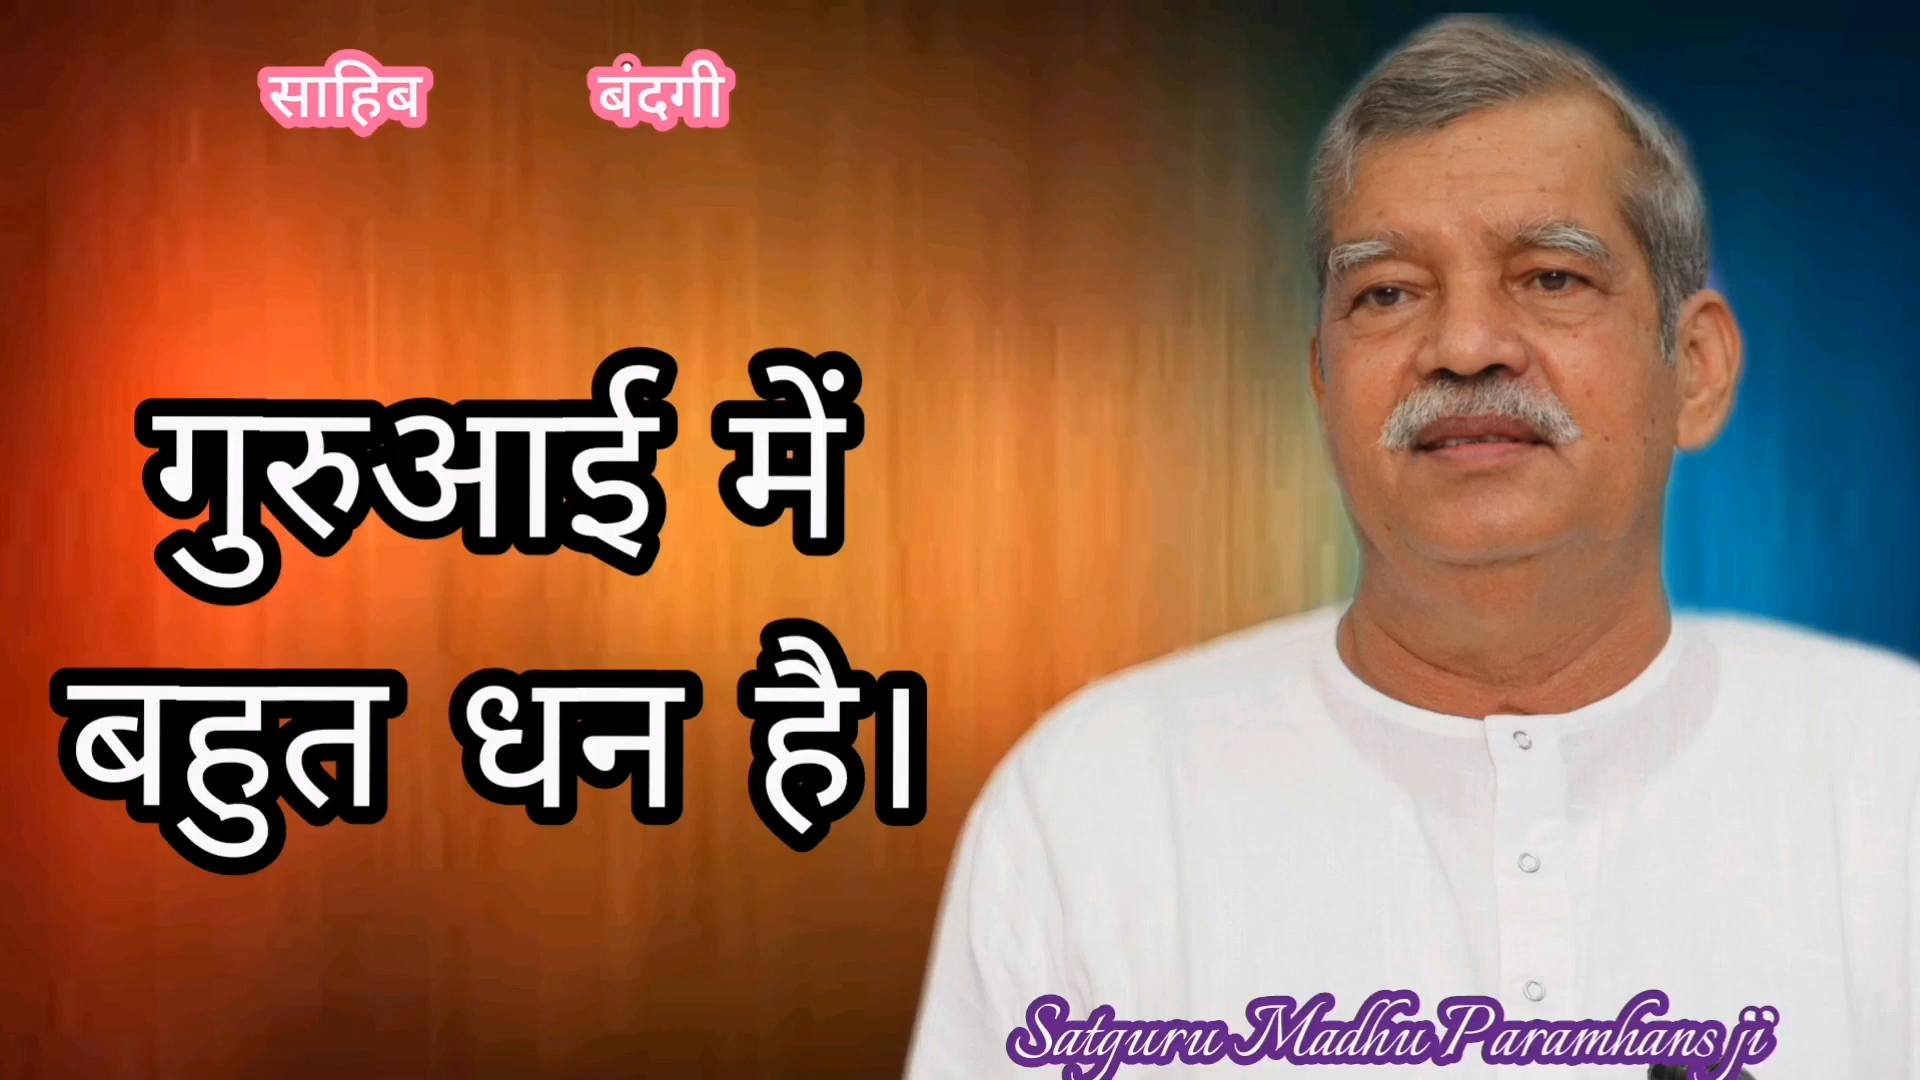 साहिब बंदगी
गुरुआई में
बहुत धन है।
Satguru Madhu Paramhans ji